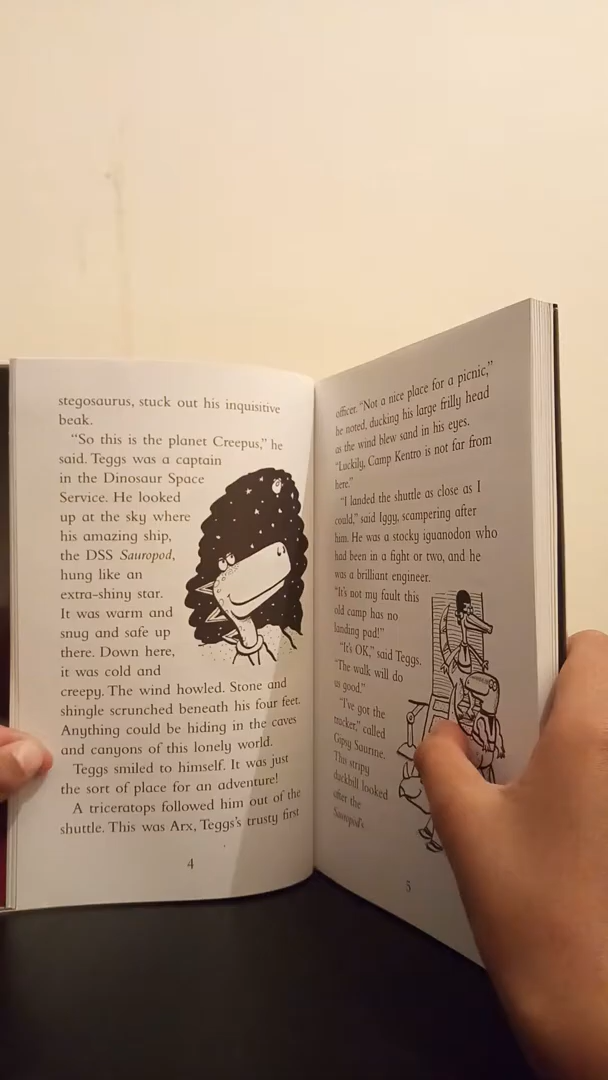 stegosaurus, stuck out his inquisitive
beak.
“So this is the planet Creepus,” he
said. Teggs was a captain
in the Dinosaur Space
Service. He looked
up at the sky where
his amazing ship,
the DSS Sauropod,
hung like an
extra-shiny star.
It was warm and
snug and safe up
there. Down here,
it was cold and
creepy. The wind howled. Stone and
shingle scrunched beneath his four feet.
Anything could be hiding in the caves
and canyons of this lonely world.
Teggs smiled to himself. It was just
the sort of place for an adventure!
A triceratops followed him out of the
shuttle. This was Arx, Teggs’s trusty first
4
officer. “Not a nice place for a picnic,”
he noted, ducking his large frilly head
as the wind blew sand in his eyes.
“Luckily, Camp Kentro is not far from
here.”
“I landed the shuttle as close as I
could,” said Iggy, scampering after
him. He was a stocky iguanodon who
had been in a fight or two, and he
was a brilliant engineer.
“It’s not my fault this
old camp has no
landing pad!”
“It’s OK,” said Teggs.
“The walk will do
us good.”
“I’ve got the
tracker,” called
Gipsy Saurine.
This stripy
duckbill looked
after the
Sauropod’s
5